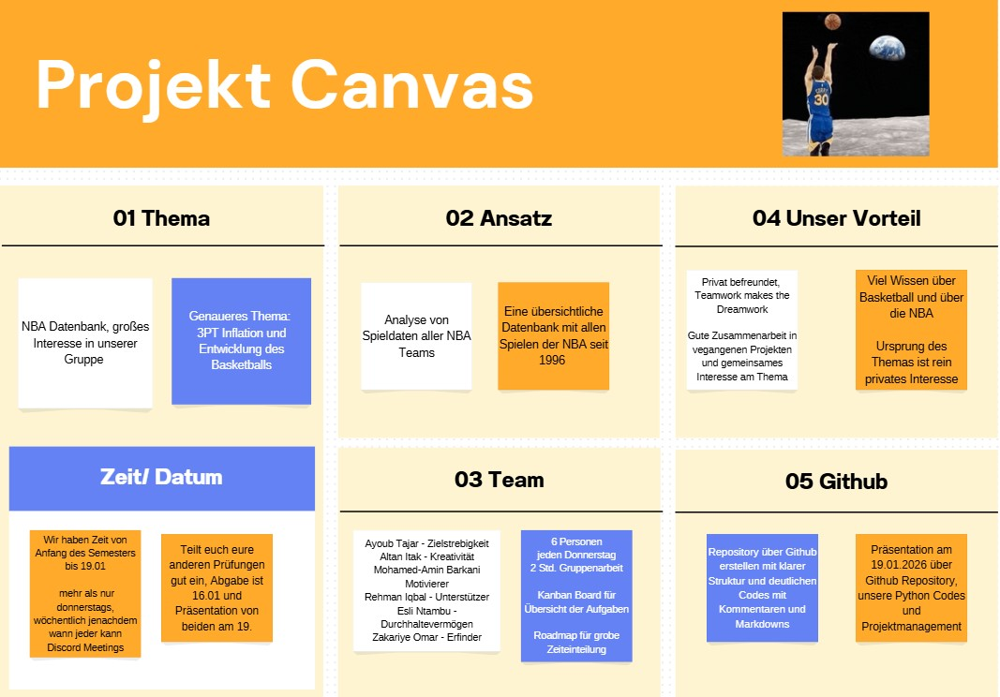 Projekt Canvas
CURRY
30
01 Thema
NBA Datenbank, großes
Interesse in unserer
Gruppe
Genaueres Thema:
3PT Inflation und
Entwicklung des
Basketballs
02 Ansatz
Analyse von
Spieldaten aller NBA
Teams
Eine übersichtliche
Datenbank mit allen
Spielen der NBA seit
1996
04 Unser Vorteil
Privat befreundet,
Teamwork makes the
Dreamwork
Gute Zusammenarbeit in
vegangenen Projekten
und gemeinsames
Interesse am Thema
Viel Wissen über
Basketball und über
die NBA
Ursprung des
Themas ist rein
privates Interesse
Zeit/ Datum
Wir haben Zeit von
Anfang des Semesters
bis 19.01
mehr als nur
donnerstags,
wöchentlich jenachdem
wann jeder kann
Discord Meetings
Teilt euch eure
anderen Prüfungen
gut ein, Abgabe ist
16.01 und
Präsentation von
beiden am 19.
03 Team
Ayoub Tajar - Zielstrebigkeit
Altan Itak - Kreativität
Mohamed-Amin Barkani
Motivierer
Rehman Iqbal - Unterstützer
Esli Ntambu -
Durchhaltevermögen
Zakariye Omar - Erfinder
6 Personen
jeden Donnerstag
2 Std. Gruppenarbeit
Kanban Board für
Übersicht der Aufgaben
Roadmap für grobe
Zeiteinteilung
05 Github
Repository über Github
erstellen mit klarer
Struktur und deutlichen
Codes mit
Kommentaren und
Markdowns
Präsentation am
19.01.2026 über
Github Repository,
unsere Python Codes
und
Projektmanagement